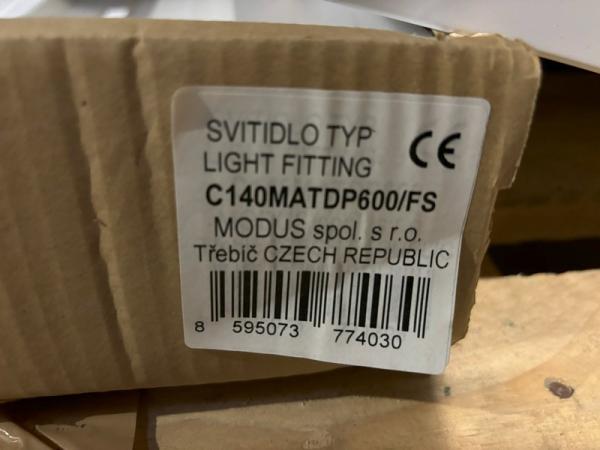 SVITIDLO TYP
LIGHT FITTING
CE
C140MATDP600/FS
MODUS spol. s r.o.
Třebíč CZECH REPUBLIC
8 595073 774030